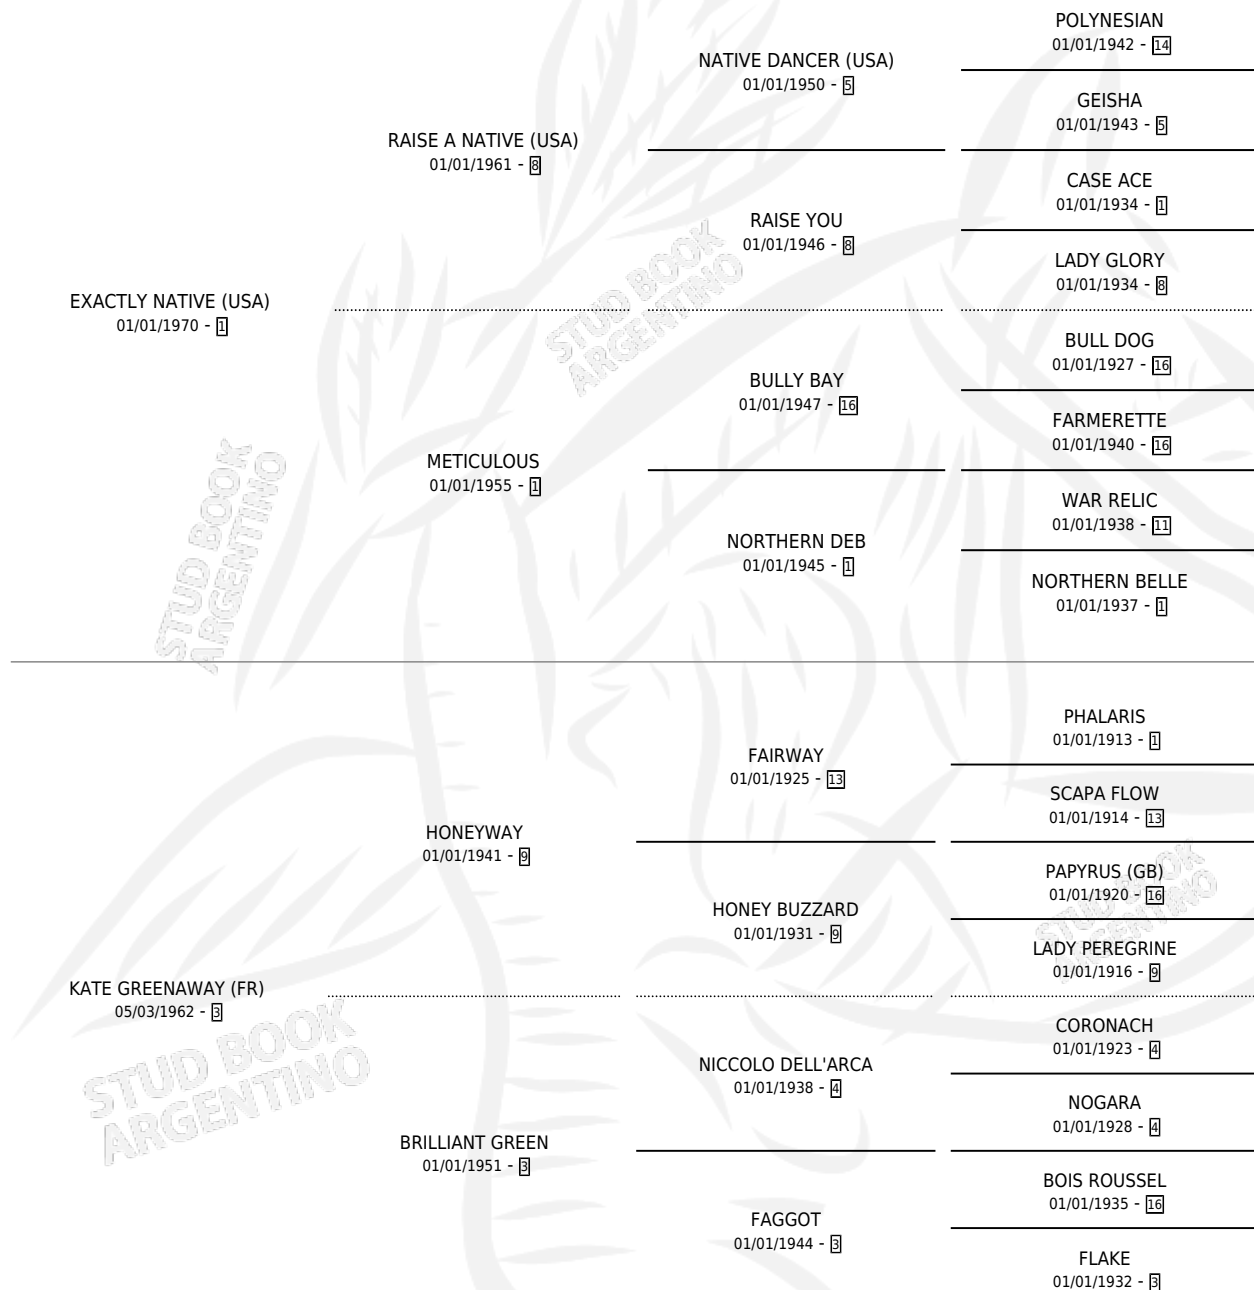 POLYNESIAN
01/01/1942 - 14
NATIVE DANCER (USA)
01/01/1950 - 5
GEISHA
01/01/1943 - 5
RAISE A NATIVE (USA)
01/01/1961 - 8
CASE ACE
01/01/1934 - 1
RAISE YOU
01/01/1946 - 8
LADY GLORY
01/01/1934 - 8
EXACTLY NATIVE (USA)
01/01/1970 - 1
BULL DOG
01/01/1927 - 16
BULLY BAY
01/01/1947 - 16
FARMERETTE
01/01/1940 - 16
METICULOUS
01/01/1955 - 1
WAR RELIC
01/01/1938 - 11
NORTHERN DEB
01/01/1945 - 1
NORTHERN BELLE
01/01/1937 - 1
PHALARIS
01/01/1913 - 1
FAIRWAY
01/01/1925 - 13
SCAPA FLOW
01/01/1914 - 13
HONEYWAY
01/01/1941 - 9
PAPYRUS (GB)
01/01/1920 - 16
HONEY BUZZARD
01/01/1931 - 9
LADY PEREGRINE
01/01/1916 - 9
KATE GREENAWAY (FR)
05/03/1962 - 3
CORONACH
01/01/1923 - 4
NICCOLO DELL'ARCA
01/01/1938 - 4
NOGARA
01/01/1928 - 4
BRILLIANT GREEN
01/01/1951 - 3
BOIS ROUSSEL
01/01/1935 - 16
FAGGOT
01/01/1944 - 3
FLAKE
01/01/1932 - 3
STUD BOOK
ARGENTINO
STUD BOOK
ARGENTINO
STUD BOOK
ARGENTINO
STUD BOOK
ARGENTINO